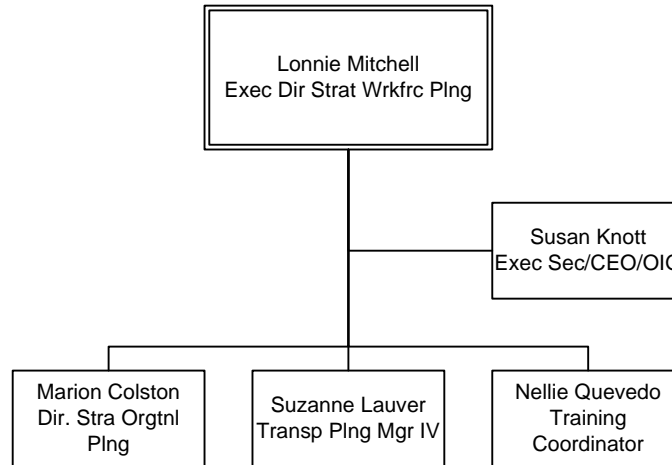 Lonnie Mitchell
Exec Dir Strat Wrkfrc Plng
Susan Knott
Exec Sec/CEO/OIC
Marion Colston
Dir. Stra Orgtnl
Plng
Suzanne Lauver
Transp Plng Mgr IV
Nellie Quevedo
Training
Coordinator